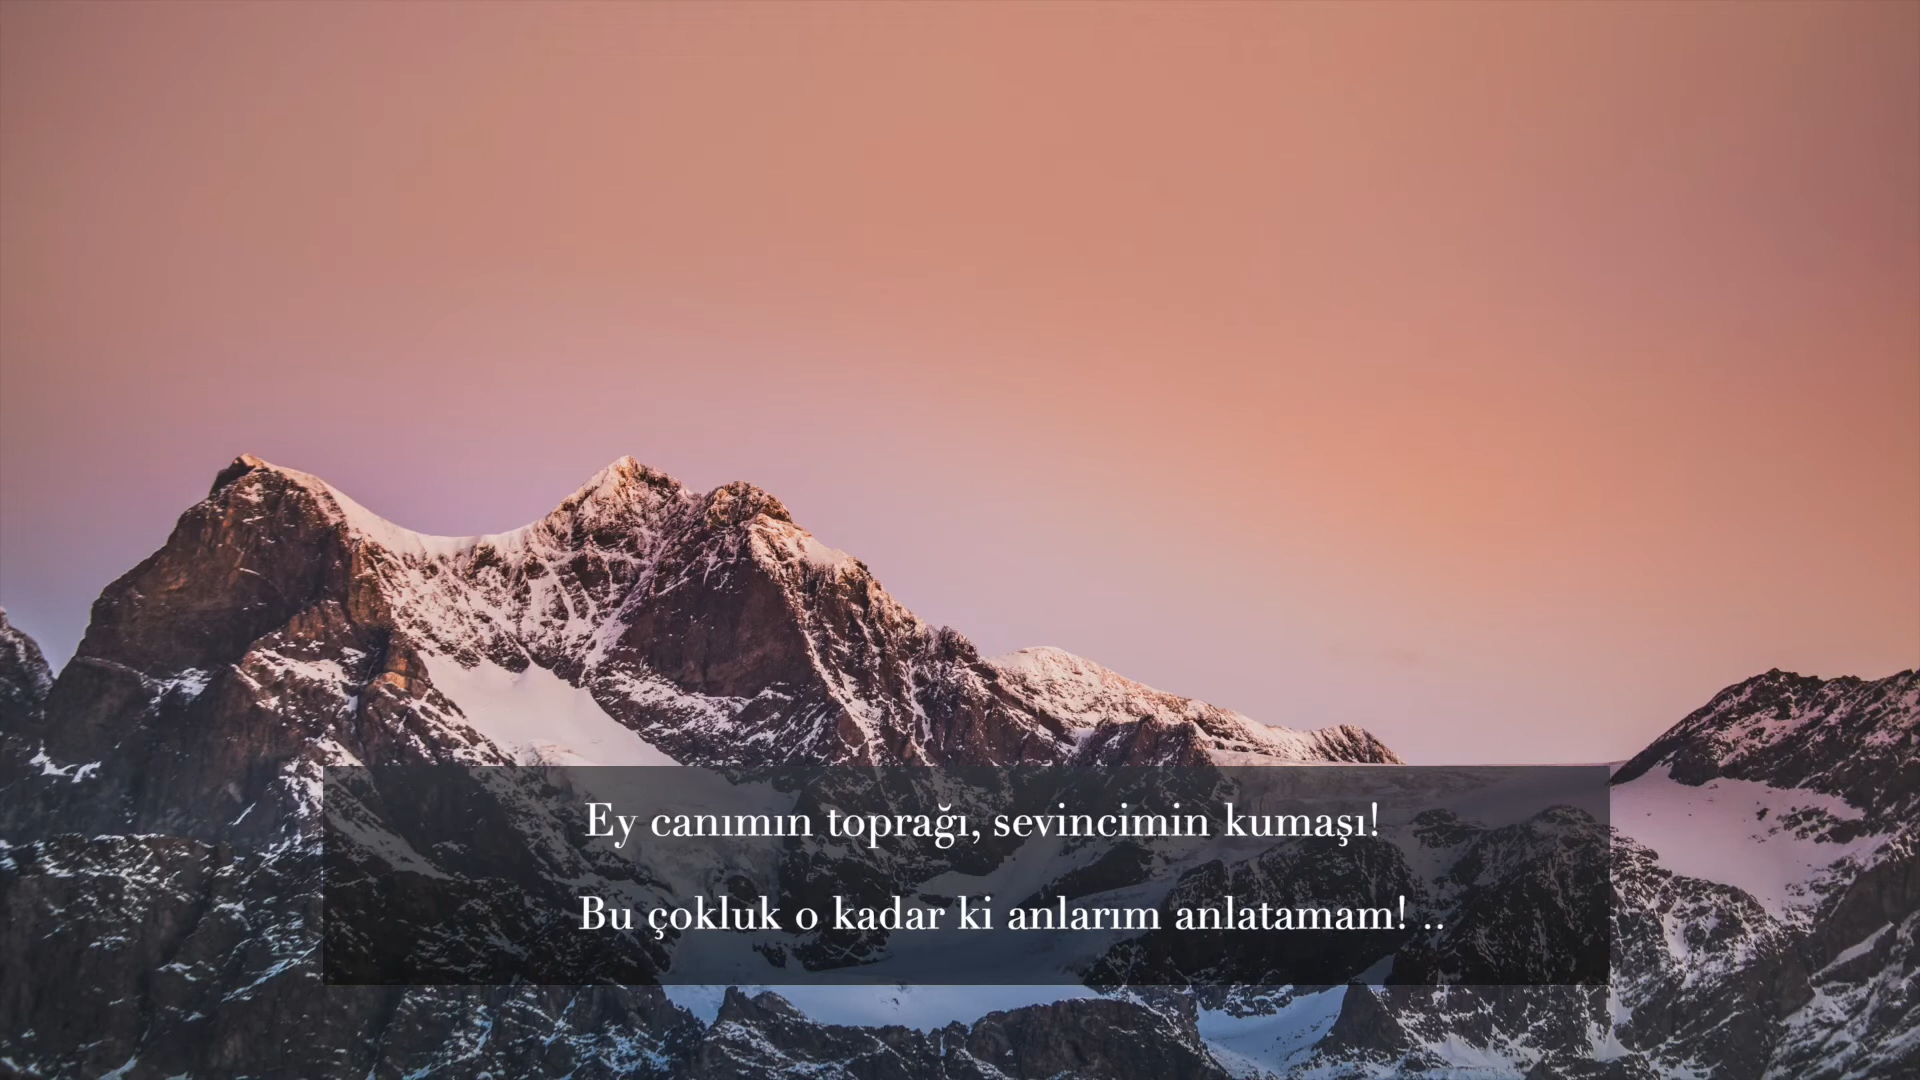 Ey canımın toprağı, sevincimin kumaşı!
Bu çokluk o kadar ki anlarım anlatamam! ..